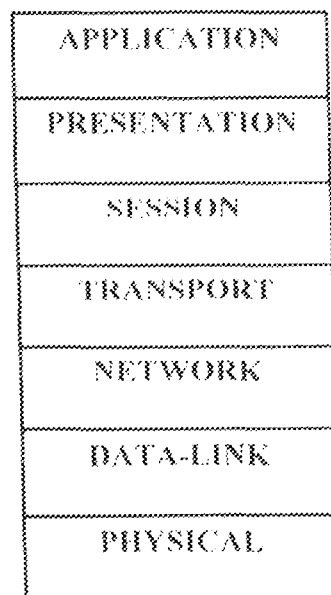 APPLICATION
PRESENTATION
SESSION
TRANSPORT
NETWORK
DATA-LINK
PHYSICAL